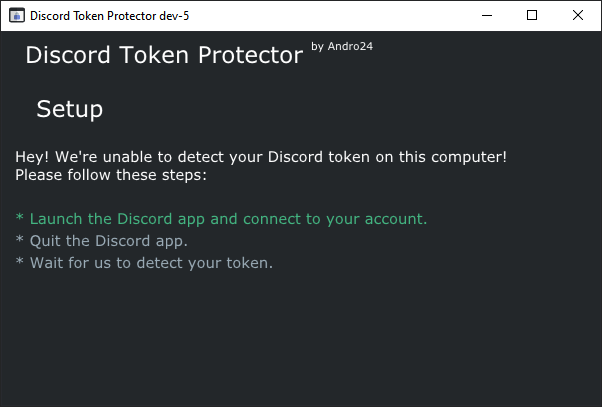 Discord Token Protector dev-5
Discord Token Protector by Andro24
Setup
Hey! We're unable to detect your Discord token on this computer!
Please follow these steps:
* Launch the Discord app and connect to your account.
* Quit the Discord app.
* Wait for us to detect your token.